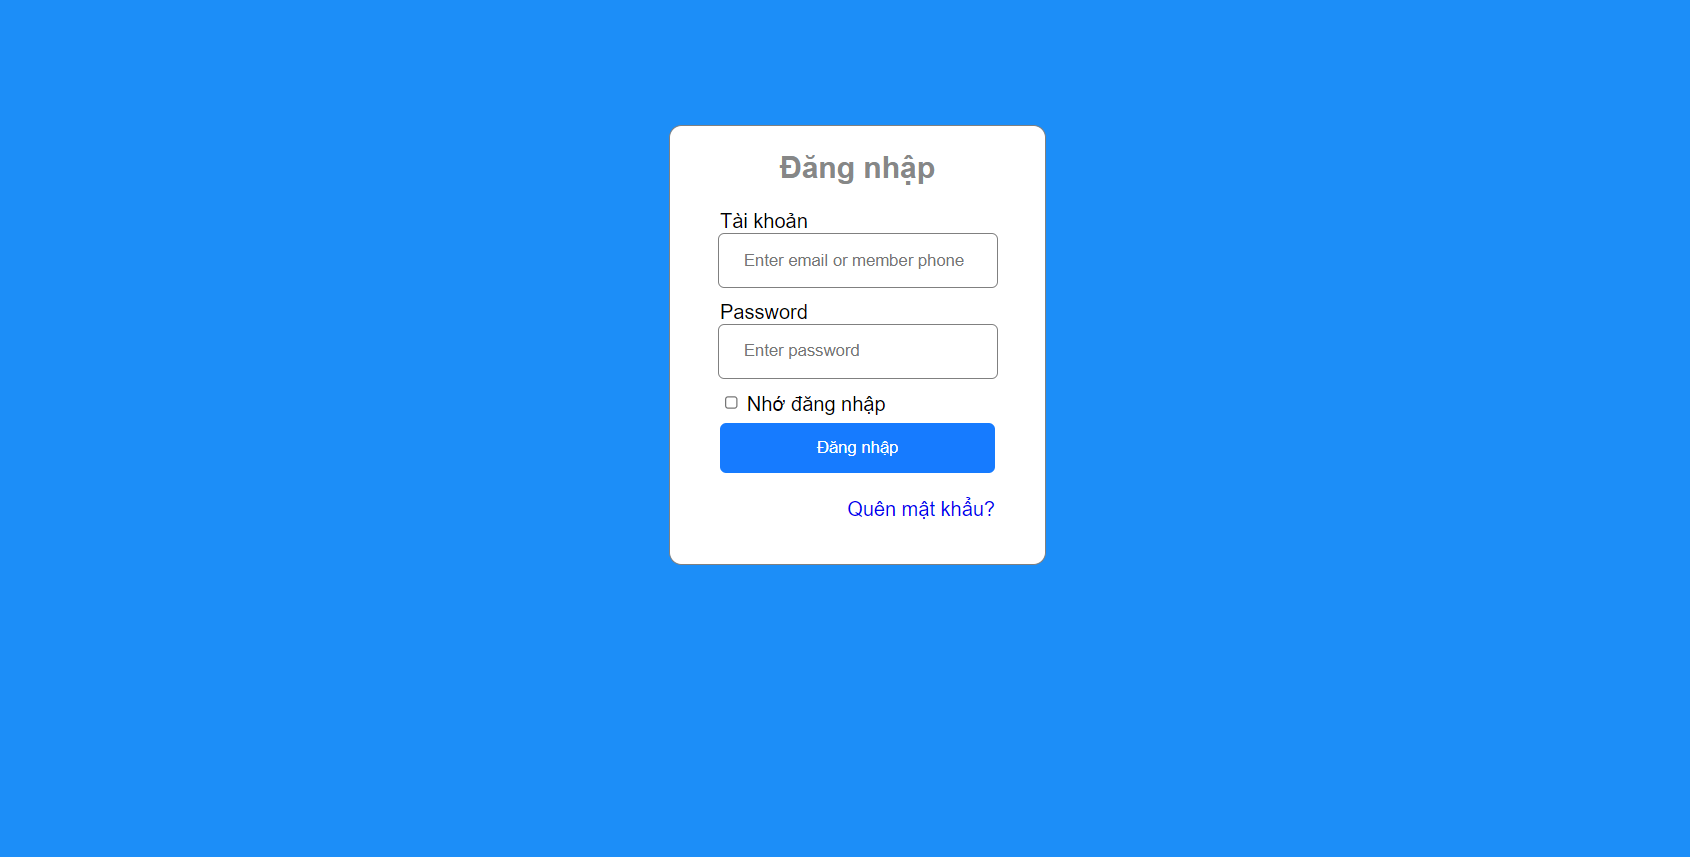 Đăng nhập
Tài khoản
Enter email or member phone
Password
Enter password
Nhớ đăng nhập
Đăng nhập
Quên mật khẩu?